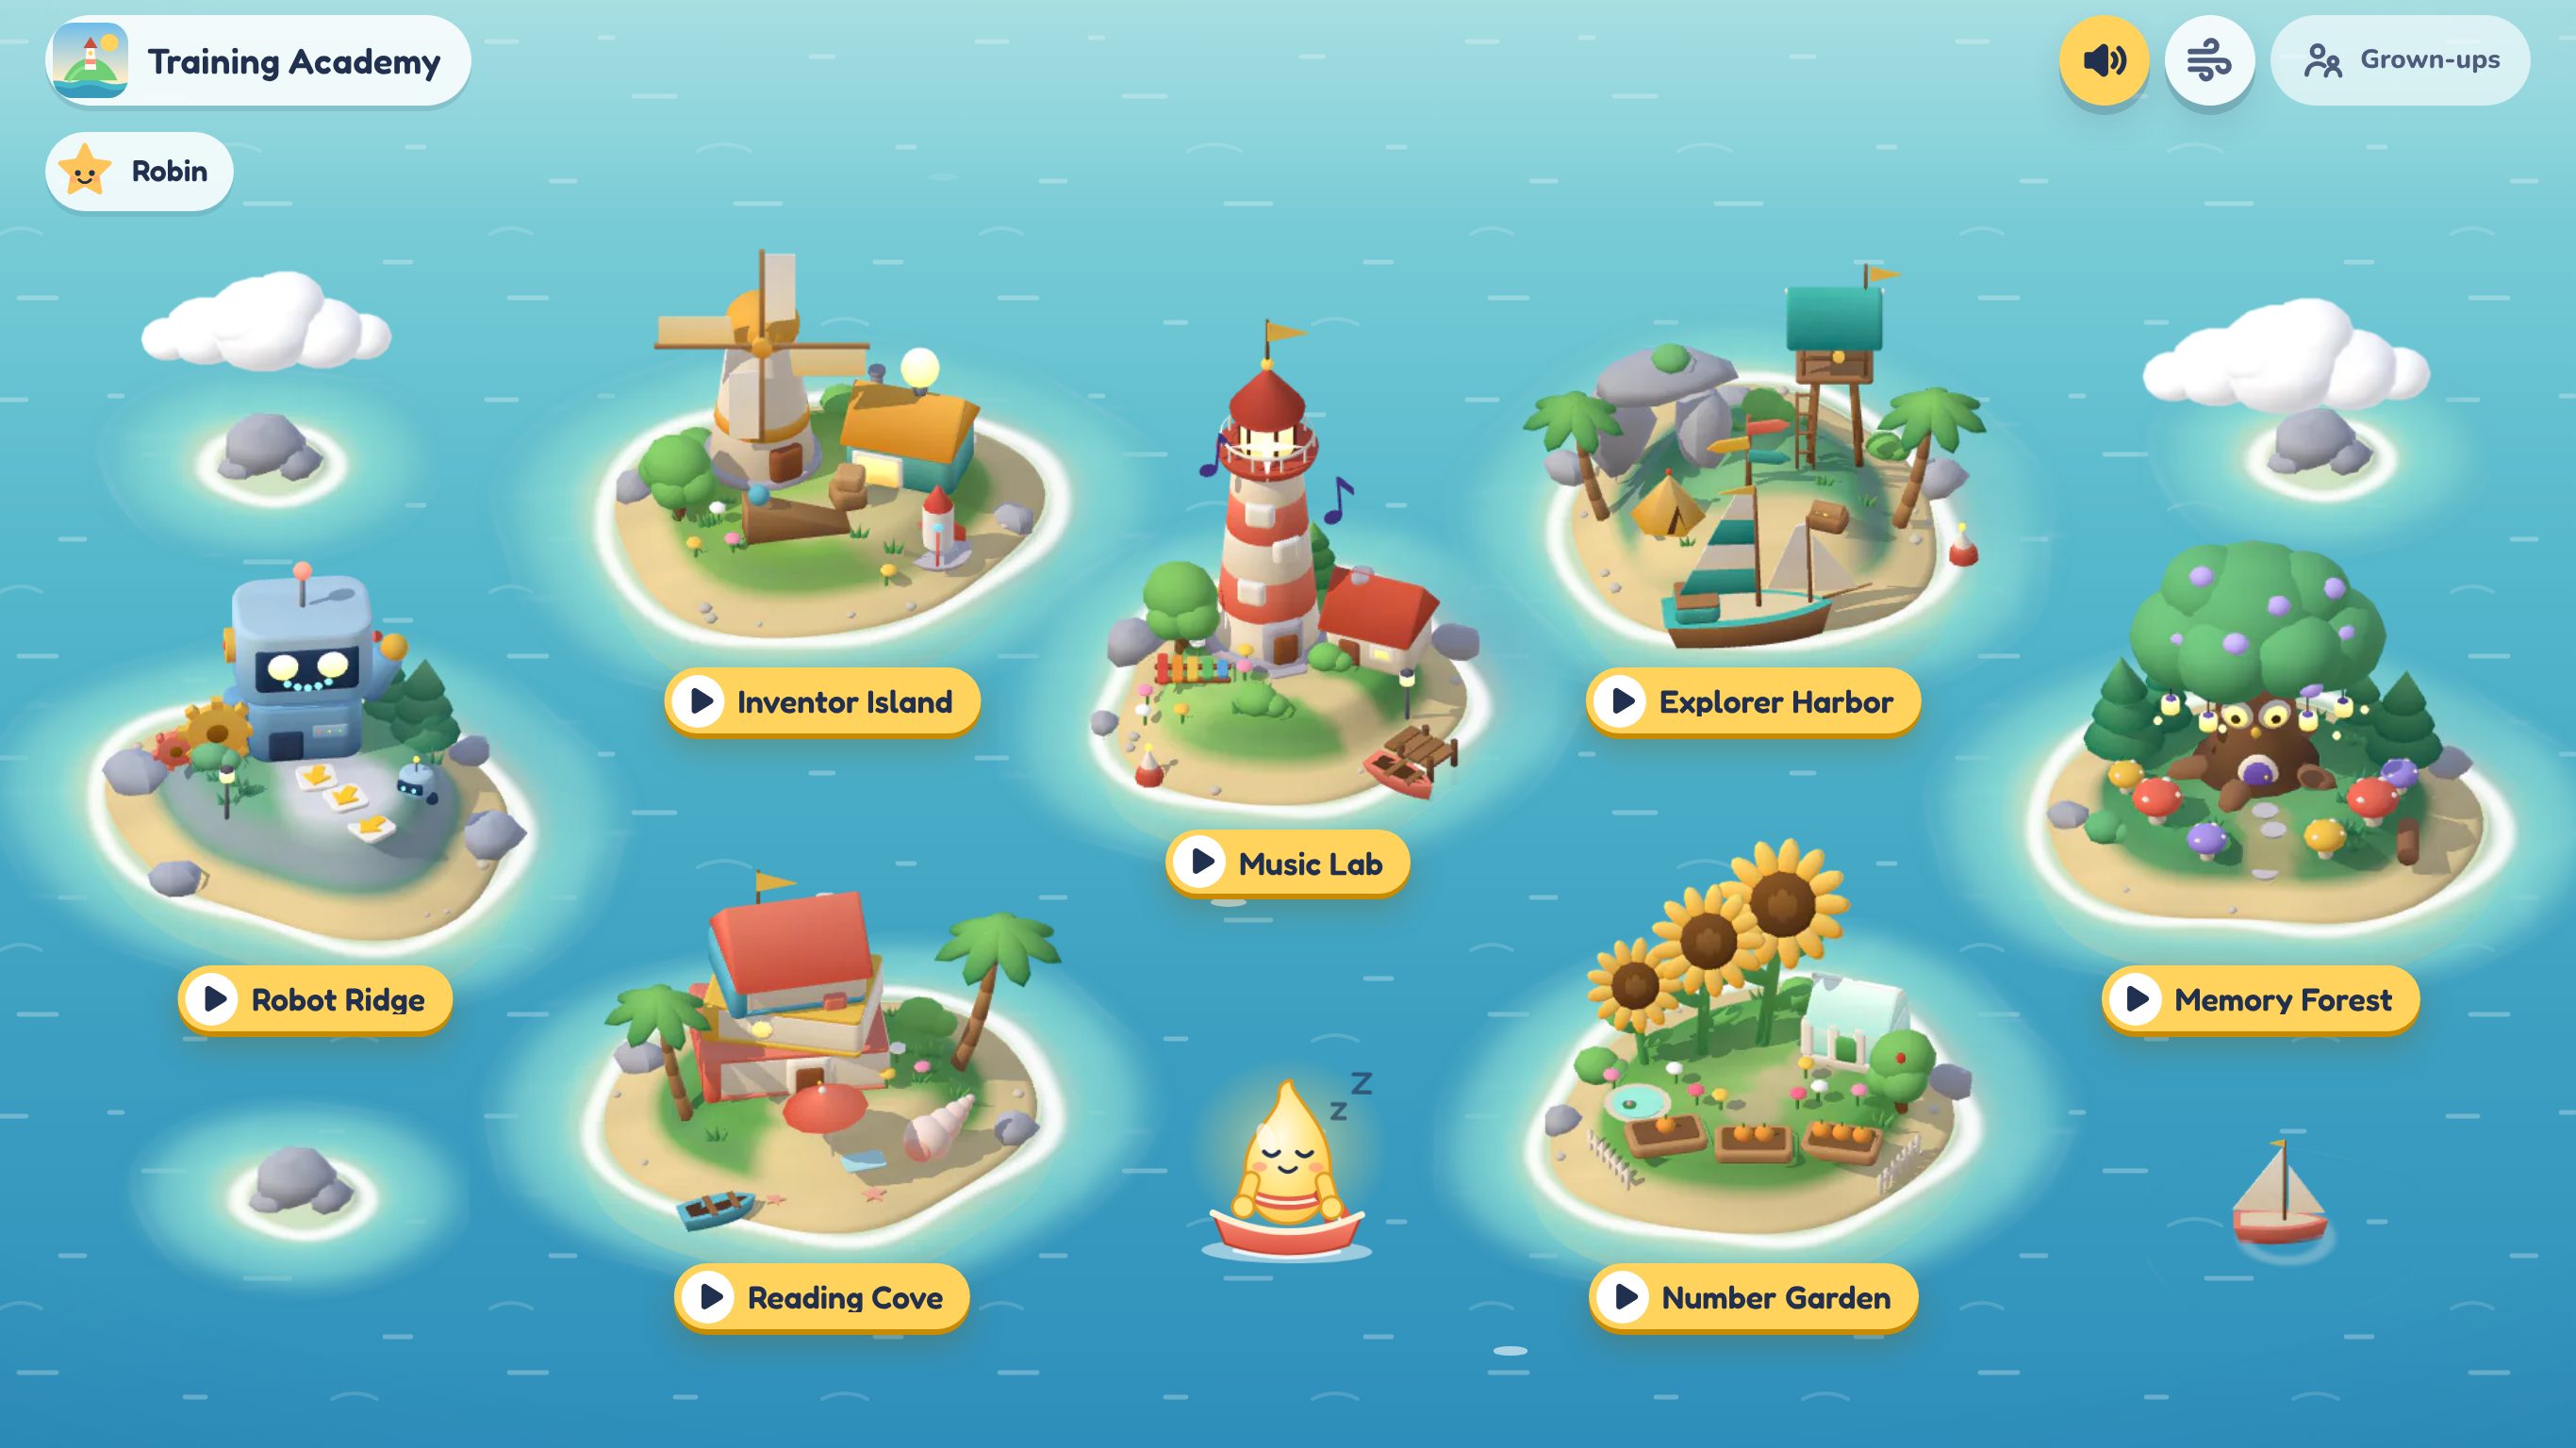 Training Academy
Grown-ups
Robin
Inventor Island
Explorer Harbor
Music Lab
Robot Ridge
Memory Forest
z
z
Reading Cove
Number Garden